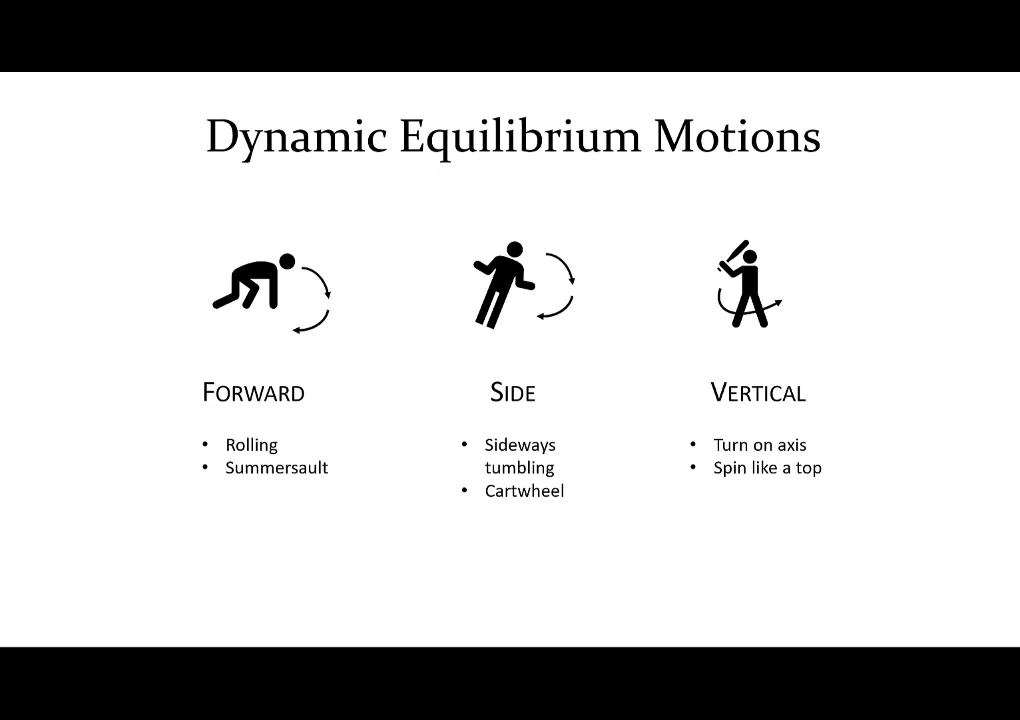 Dynamic Equilibrium Motions
FORWARD
• Rolling
• Summersault
SIDE
• Sideways
tumbling
• Cartwheel
VERTICAL
• Turn on axis
• Spin like a top